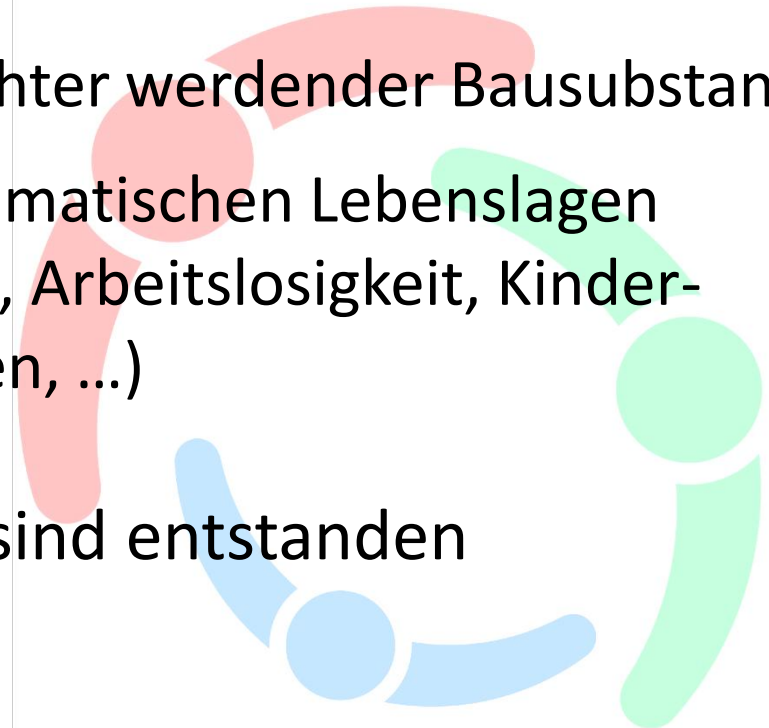 hter werdender Bausubstan
matischen Lebenslagen
, Arbeitslosigkeit, Kinder-
en, ...)
sind entstanden